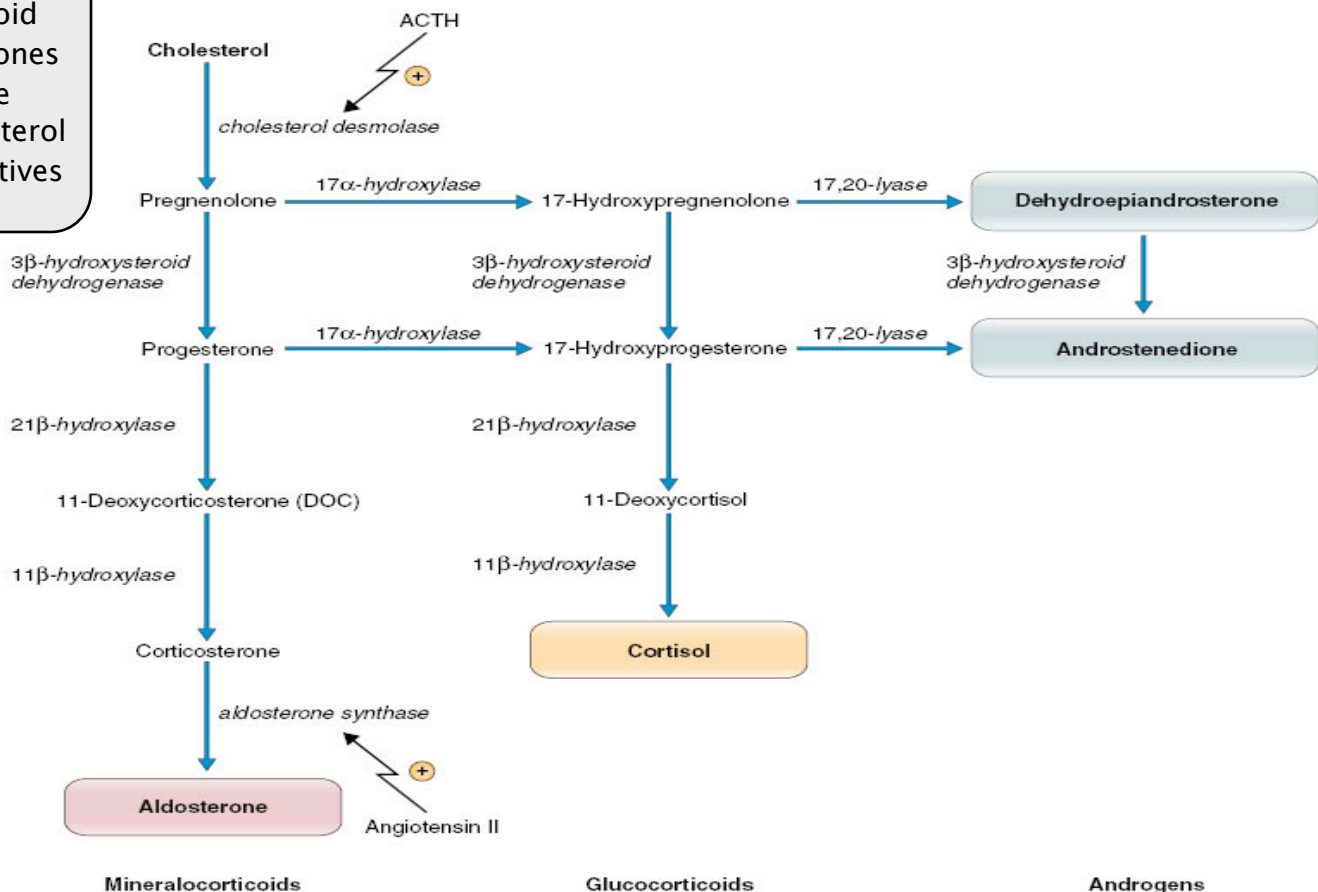 oid
ones
e
terol
tives
ACTH
Cholesterol
+
cholesterol desmolase
17α-hydroxylase
17,20-lyase
Pregnenolone
17-Hydroxypregnenolone
Dehydroepiandrosterone
3β-hydroxysteroid
dehydrogenase
3β-hydroxysteroid
dehydrogenase
3β-hydroxysteroid
dehydrogenase
17α-hydroxylase
17,20-lyase
Progesterone
17-Hydroxyprogesterone
Androstenedione
21β-hydroxylase
21β-hydroxylase
11-Deoxycorticosterone (DOC)
11-Deoxycortisol
11β-hydroxylase
11β-hydroxylase
Corticosterone
Cortisol
aldosterone synthase
+
Aldosterone
Angiotensin II
Mineralocorticoids
Glucocorticoids
Androgens